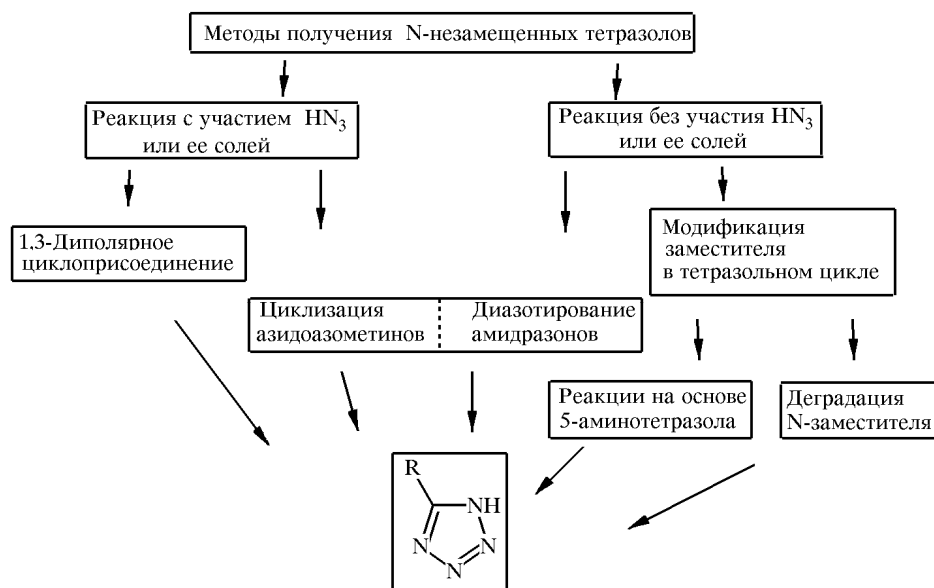 Методы получения N-незамещенных тетразолов
Реакция с участием HN₃
или ее солей
Реакция без участия HN₃
или ее солей
1,3-Диполярное
циклоприсоединение
Модификация
заместителя
в тетразольном цикле
Циклизация
азидоазометинов
Диазотирование
амидразонов
Реакции на основе
5-аминотетразола
Деградация
N-заместителя
R
NH
N
N
N